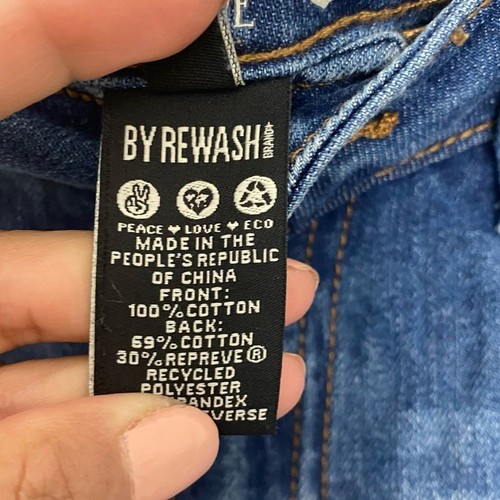 E
BY REWASH BRAND
PEACE ♥ LOVE ♥ ECO
MADE IN THE
PEOPLE'S REPUBLIC
OF CHINA
FRONT:
100% COTTON
BACK:
69% COTTON
30% REPREVE®
RECYCLED
POLYESTER